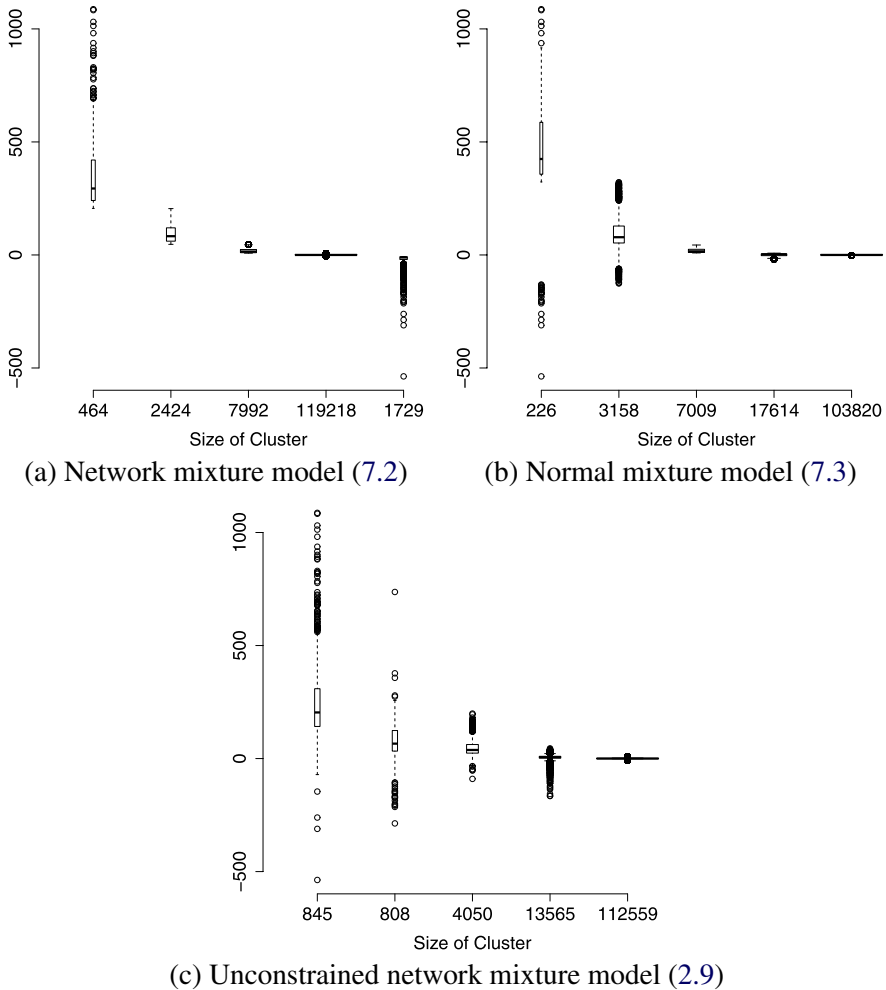 1000
500
0
−500
464 2424 7992 119218 1729
Size of Cluster
(a) Network mixture model (7.2)
1000
500
0
−500
226 3158 7009 17614 103820
Size of Cluster
(b) Normal mixture model (7.3)
1000
500
0
−500
845 808 4050 13565 112559
Size of Cluster
(c) Unconstrained network mixture model (2.9)